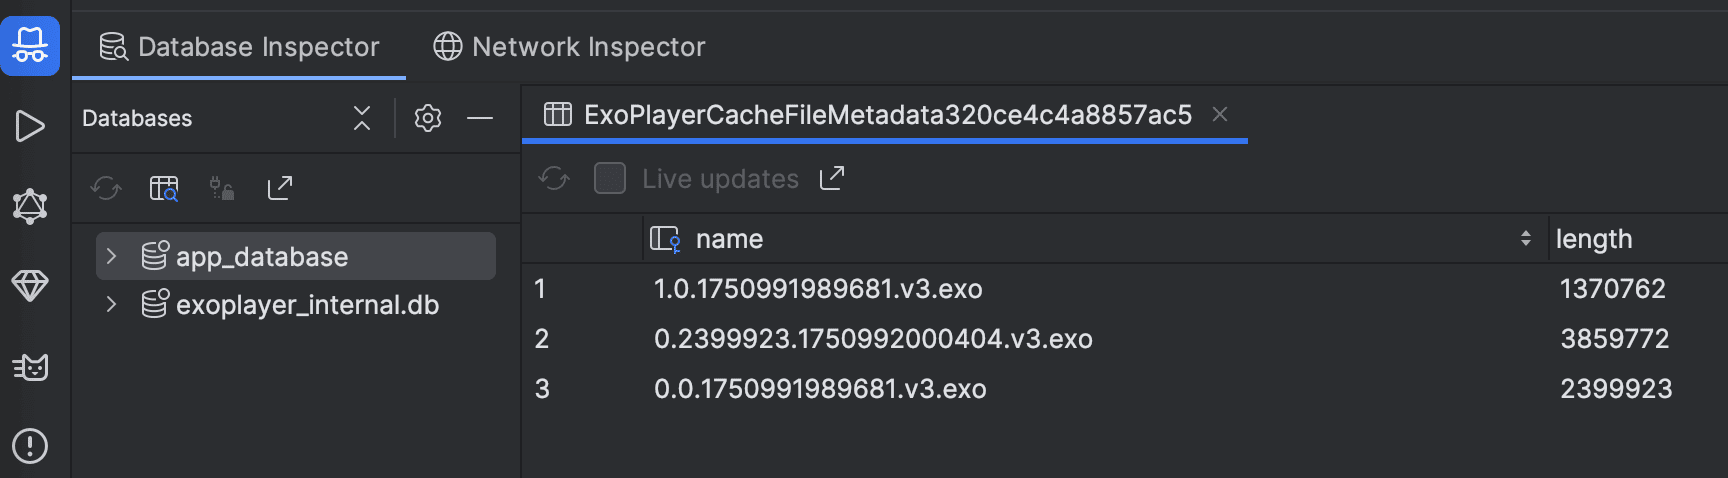 Database Inspector
Network Inspector
Databases
ExoPlayerCacheFileMetadata320ce4c4a8857ac5
Live updates
app_database
exoplayer_internal.db
name length
1 1.0.1750991989681.v3.exo 1370762
2 0.2399923.1750992000404.v3.exo 3859772
3 0.0.1750991989681.v3.exo 2399923